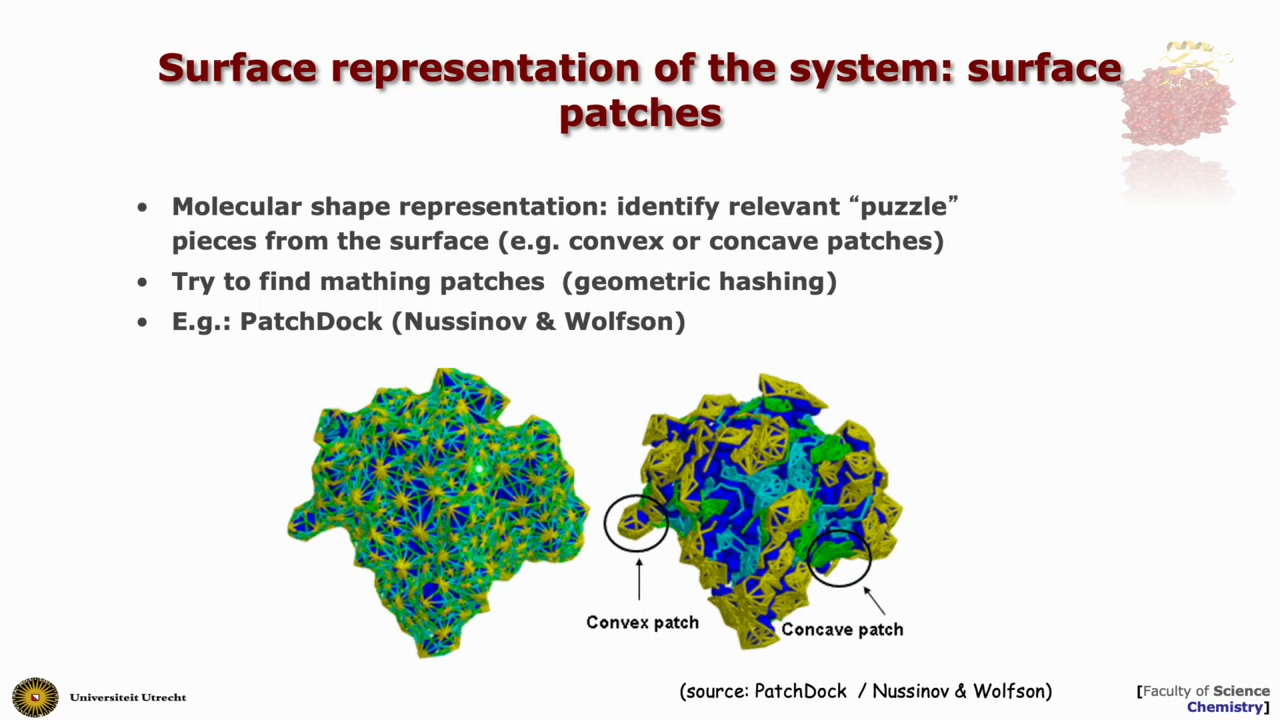 Surface representation of the system: surface
patches
• Molecular shape representation: identify relevant “puzzle”
pieces from the surface (e.g. convex or concave patches)
• Try to find mathing patches (geometric hashing)
• E.g.: PatchDock (Nussinov & Wolfson)
Convex patch
Concave patch
Universiteit Utrecht
(source: PatchDock / Nussinov & Wolfson)
[Faculty of Science
Chemistry]